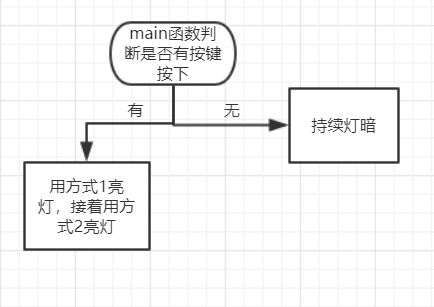 main函数判
断是否有按键
按下
有
无
持续灯暗
用方式1亮
灯，接着用方
式2亮灯